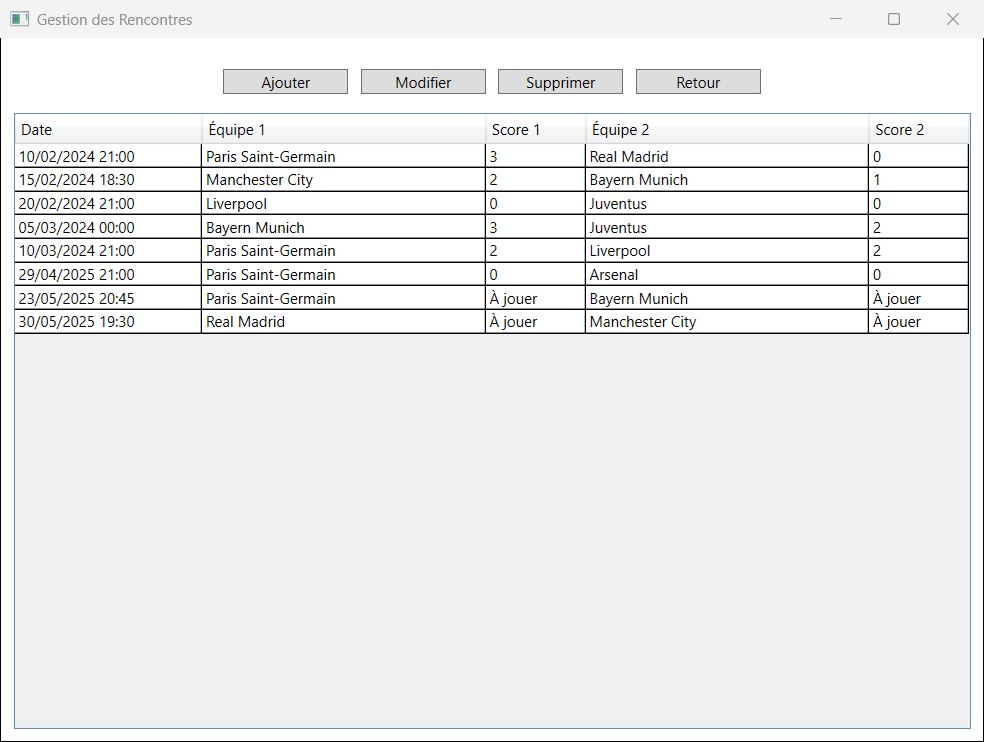 Gestion des Rencontres
Ajouter Modifier Supprimer Retour
Date Équipe 1 Score 1 Équipe 2 Score 2
10/02/2024 21:00 Paris Saint-Germain 3 Real Madrid 0
15/02/2024 18:30 Manchester City 2 Bayern Munich 1
20/02/2024 21:00 Liverpool 0 Juventus 0
05/03/2024 00:00 Bayern Munich 3 Juventus 2
10/03/2024 21:00 Paris Saint-Germain 2 Liverpool 2
29/04/2025 21:00 Paris Saint-Germain 0 Arsenal 0
23/05/2025 20:45 Paris Saint-Germain À jouer Bayern Munich À jouer
30/05/2025 19:30 Real Madrid À jouer Manchester City À jouer